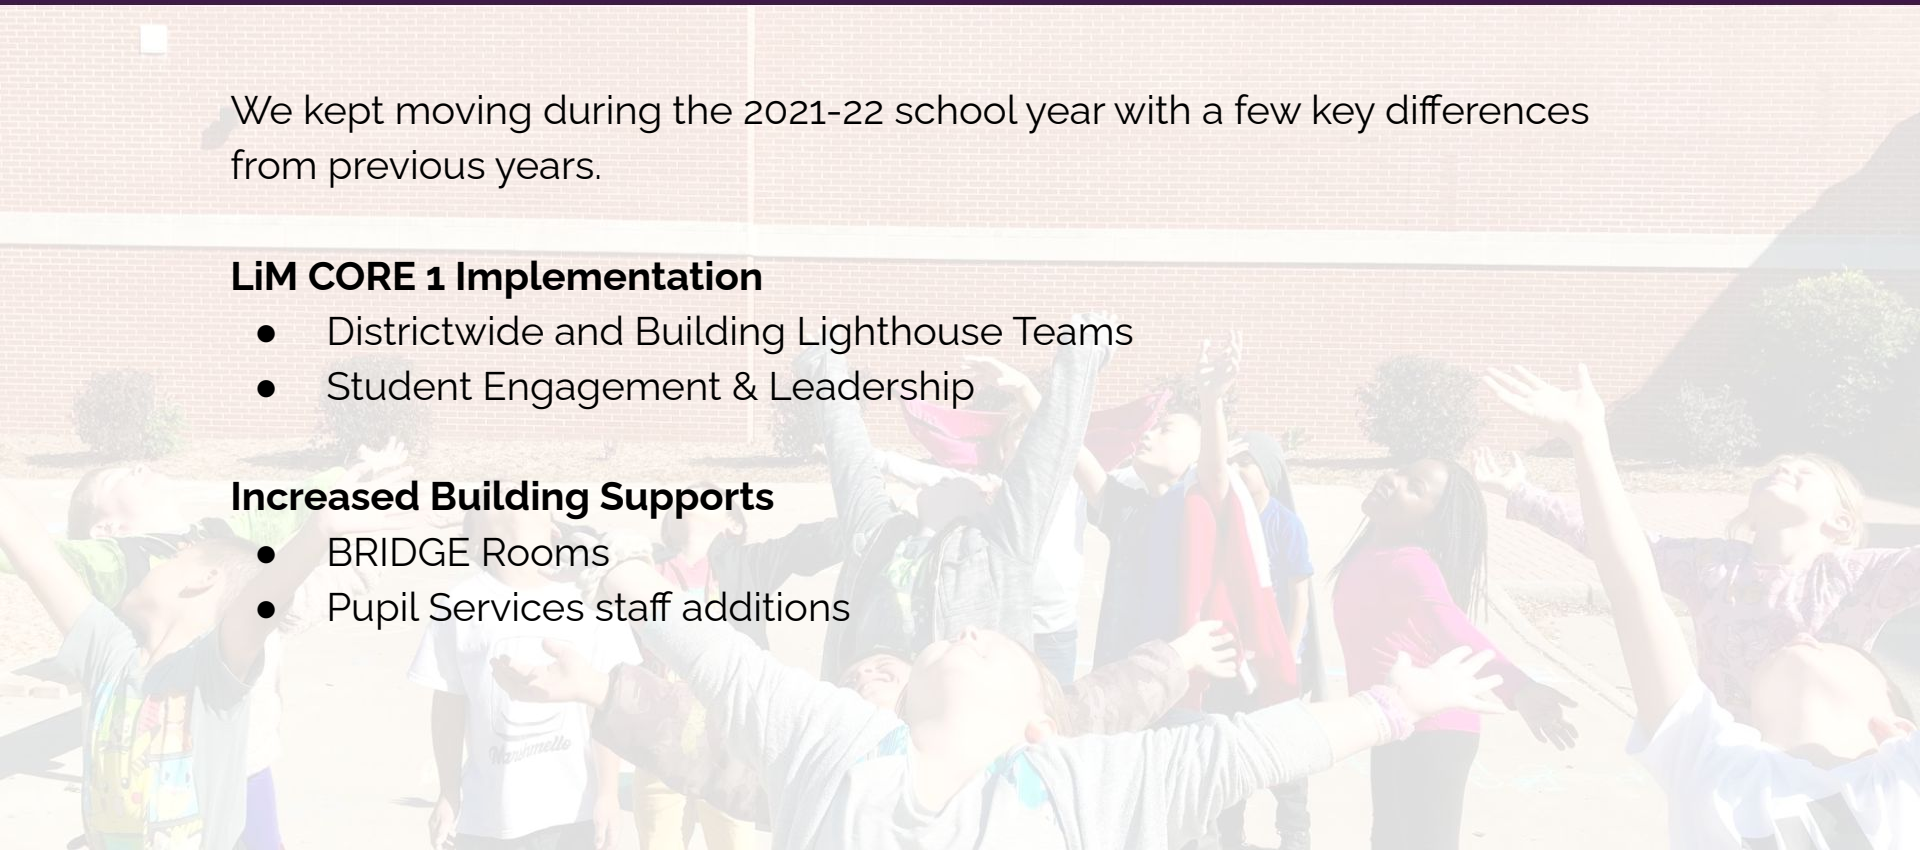 We kept moving during the 2021-22 school year with a few key differences
from previous years.
LiM CORE 1 Implementation
● Districtwide and Building Lighthouse Teams
● Student Engagement & Leadership
Increased Building Supports
● BRIDGE Rooms
● Pupil Services staff additions